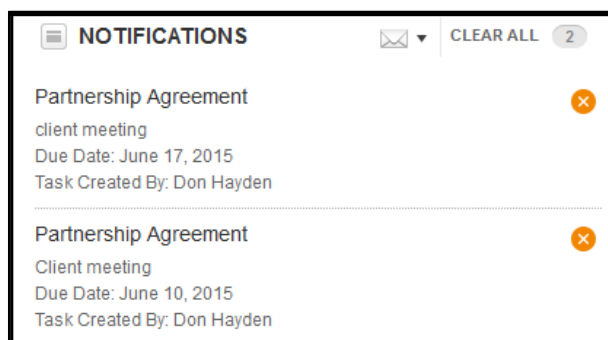 NOTIFICATIONS CLEAR ALL 2
Partnership Agreement
client meeting
Due Date: June 17, 2015
Task Created By: Don Hayden
Partnership Agreement
Client meeting
Due Date: June 10, 2015
Task Created By: Don Hayden